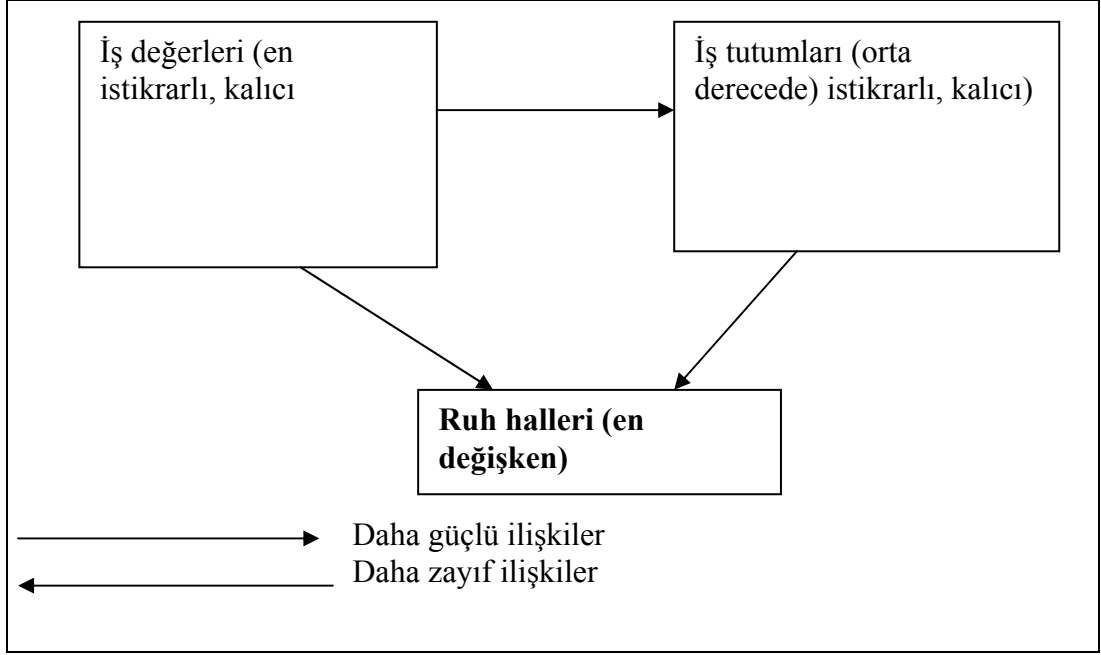 İş değerleri (en
istikrarlı, kalıcı
İş tutumları (orta
derecede) istikrarlı, kalıcı)
Ruh halleri (en
değişken)
Daha güçlü ilişkiler
Daha zayıf ilişkiler